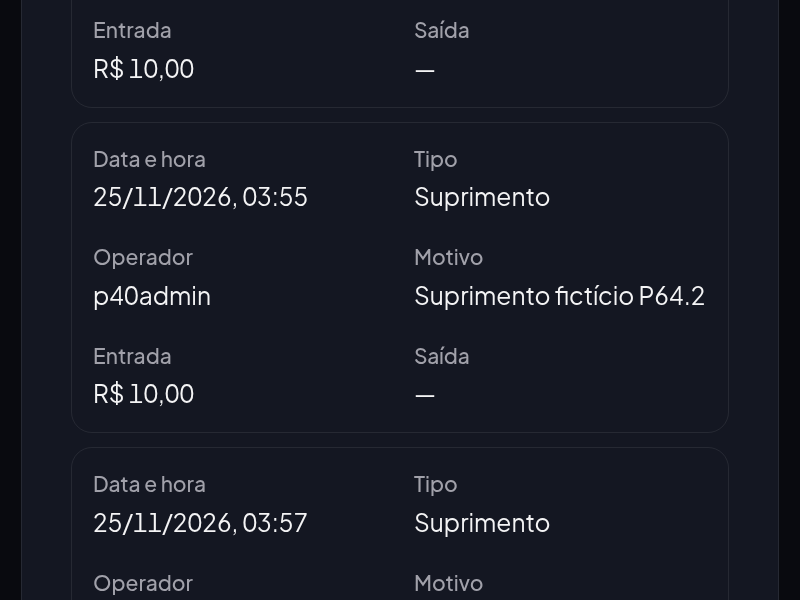 Entrada Saída
R$ 10,00 —
Data e hora Tipo
25/11/2026, 03:55 Suprimento
Operador Motivo
p40admin Suprimento fictício P64.2
Entrada Saída
R$ 10,00 —
Data e hora Tipo
25/11/2026, 03:57 Suprimento
Operador Motivo